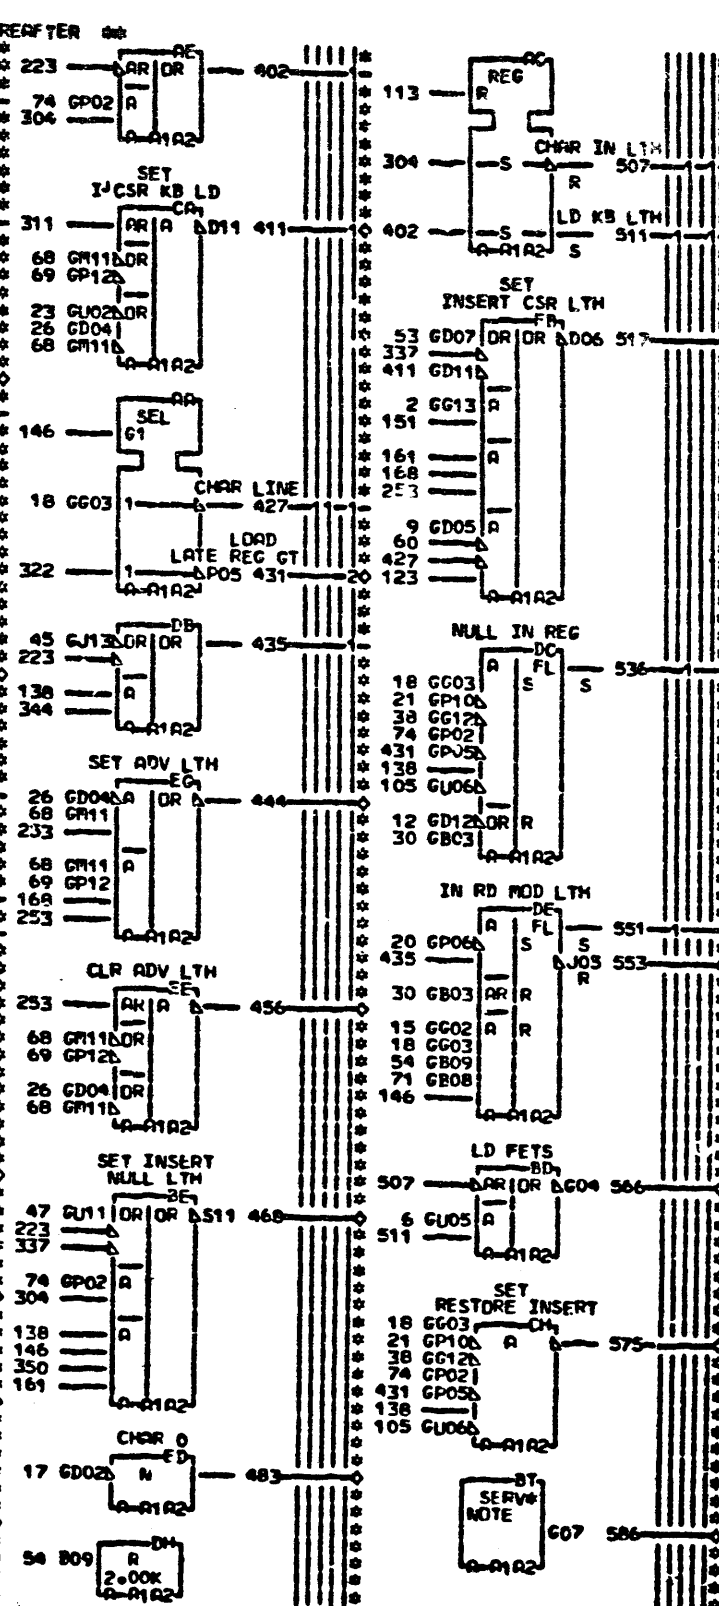 REAFTER **
AE
223 AR OR 402
74 GP02 A
304
A-A1A2
SET
CSR KB LD
CA
311 AR A D11 411
68 GM11 OR
69 GP12
23 GU02 OR
26 GD04
68 GM11
A-A1A2
AA
SEL
146 G1
CHAR LINE
18 GG03 1 427
LOAD
LATE REG GT
322 1 P05 431
A-A1A2
DB
45 GJ13 OR OR 435
223
138 A
344
A-A1A2
SET ADV LTH
EG
26 GD04 A OR 444
68 GM11
233
68 GM11 A
69 GP12
168
253
A-A1A2
CLR ADV LTH
EE
253 AR A 456
68 GM11 OR
69 GP12
26 GD04 OR
68 GM11
A-A1A2
SET INSERT
NULL LTH
BE
47 GU11 OR OR S11 468
223
337
74 GP02 A
304
138 A
146
350
161
A-A1A2
CHAR 0
ED
17 GD02 N 483
A-A1A2
DH
54 B09 R
2.00K
A-A1A2
AC
REG
113 R
CHAR IN LTH
304 S 507
R
LD KB LTH
402 S 511
A-A1A2 S
SET
INSERT CSR LTH
FB
53 GD07 OR OR D06 517
337
411 GD11
2 GG13 A
151
161 A
168
253
9 GD05 A
60
427
123
A-A1A2
NULL IN REG
DC
A FL 536
18 GG03 S S
21 GP10
38 GG12
74 GP02
431 GP05
138
105 GU06
12 GD12 OR R
30 GB03
A-A1A2
IN RD MOD LTH
DE
A FL 551
20 GP06 S S
435 J03 553
R
30 GB03 AR R
15 GG02 A R
18 GG03
54 GB09
71 GB08
146
A-A1A2
LD FETS
BD
507 AR OR G04 566
6 GU05 A
511
A-A1A2
SET
RESTORE INSERT
18 GG03 CH
21 GP10 A 575
38 GG12
74 GP02
431 GP05
138
105 GU06
A-A1A2
BT
SERV*
NOTE
G07 586
A-A1A2